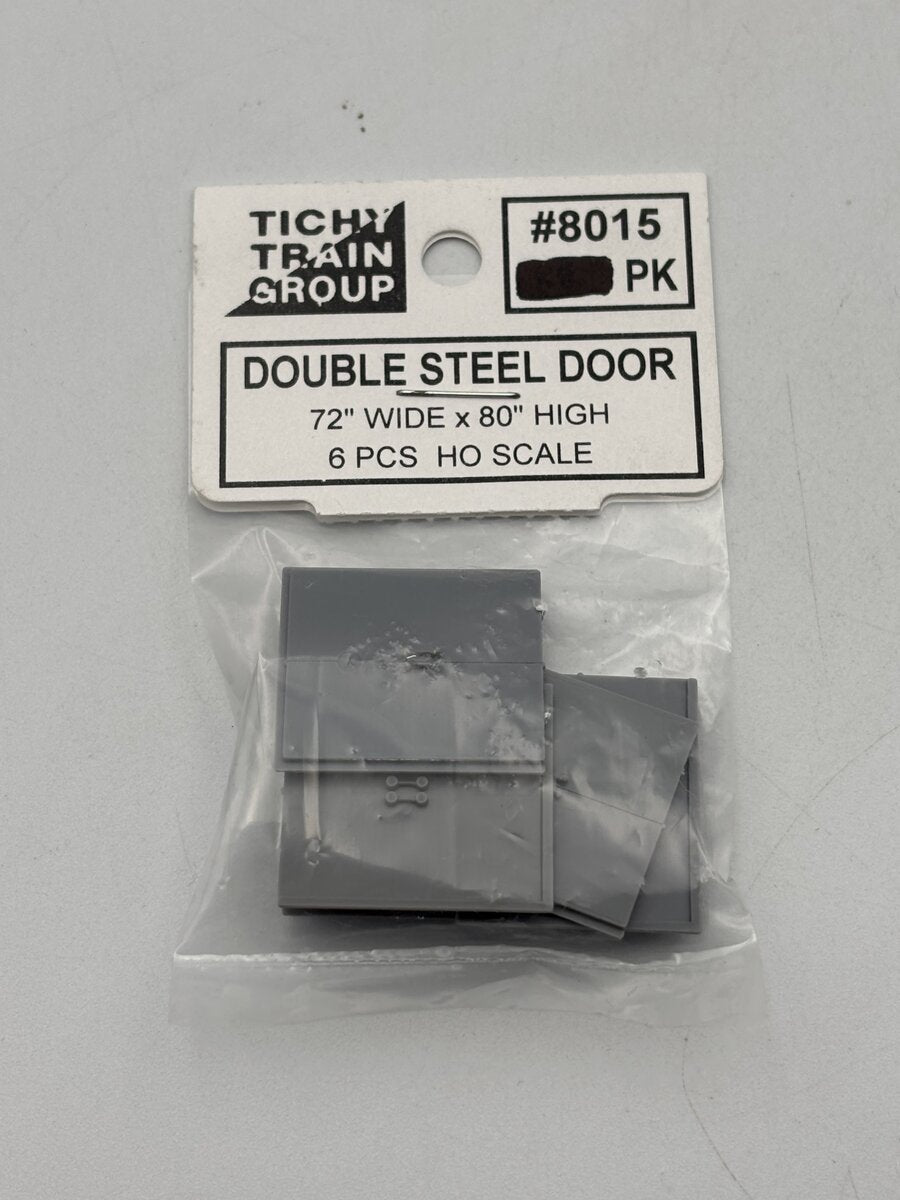 TICHY
TRAIN
GROUP
#8015
PK
DOUBLE STEEL DOOR
72" WIDE x 80" HIGH
6 PCS HO SCALE